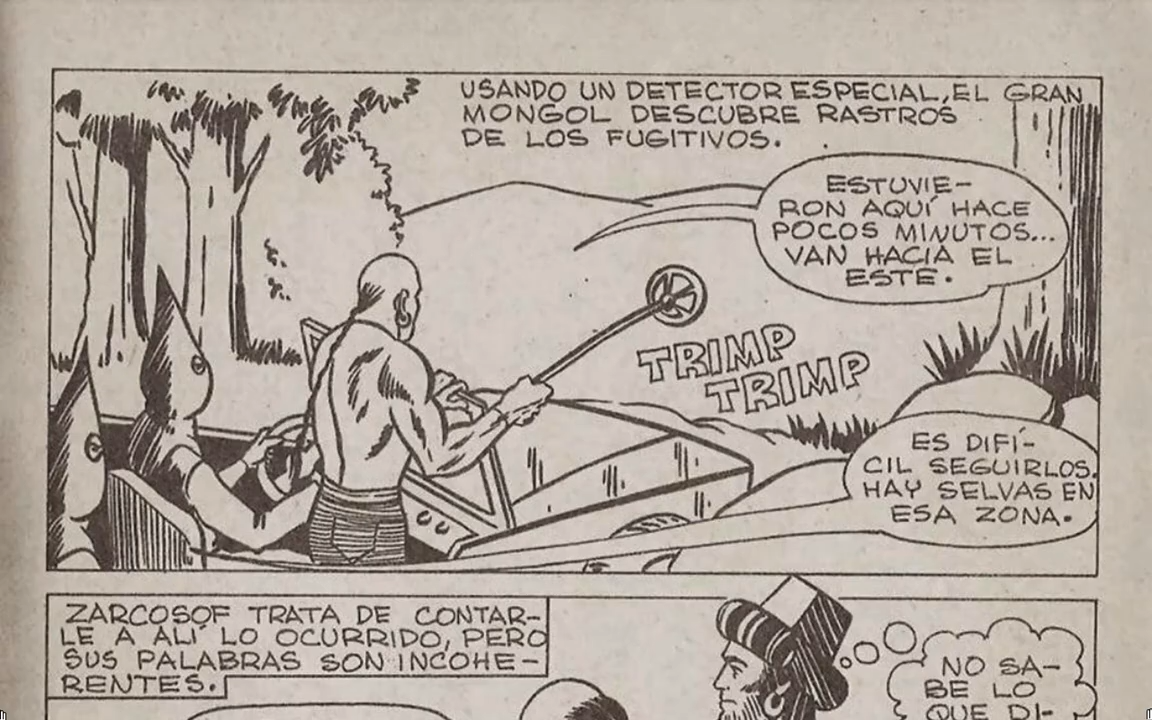 USANDO UN DETECTOR ESPECIAL, EL GRAN
MONGOL DESCUBRE RASTROS
DE LOS FUGITIVOS.
ESTUVIE-
RON AQUÍ HACE
POCOS MINUTOS...
VAN HACIA EL
ESTE.
TRIMP
TRIMP
ES DIFÍ-
CIL SEGUIRLOS.
HAY SELVAS EN
ESA ZONA.
ZARCOSOF TRATA DE CONTAR-
LE A ALÍ LO OCURRIDO, PERO
SUS PALABRAS SON INCOHE-
RENTES.
NO SA-
BE LO
QUE DI-